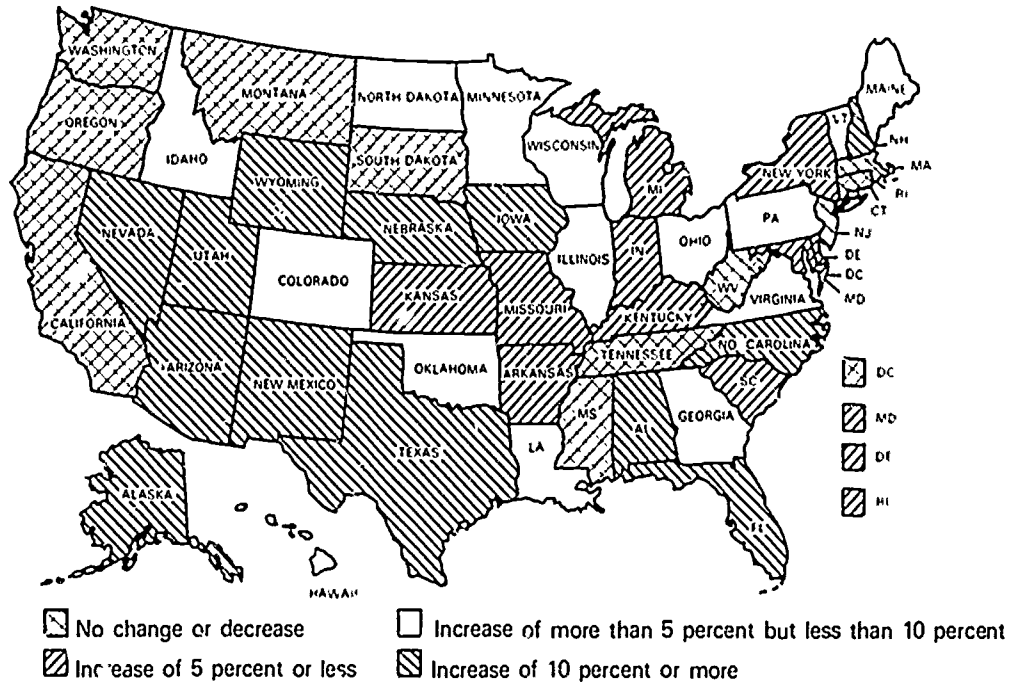 WASHINGTON
MONTANA
NORTH DAKOTA
MINNESOTA
MAINE
OREGON
IDAHO
WISCONSIN
VT
NH
SOUTH DAKOTA
MA
WYOMING
MI
NEW YORK
RI
CT
IOWA
PA
NEVADA
NEBRASKA
OHIO
NJ
UTAH
ILLINOIS
IN
DE
COLORADO
WV
DC
KANSAS
MISSOURI
VIRGINIA
MD
CALIFORNIA
KENTUCKY
NO CAROLINA
TENNESSEE
ARIZONA
OKLAHOMA
ARKANSAS
NEW MEXICO
SC
DC
MS
GEORGIA
AL
MD
TEXAS
LA
DE
ALASKA
HI
FL
HAWAII
No change or decrease
Increase of more than 5 percent but less than 10 percent
Increase of 5 percent or less
Increase of 10 percent or more